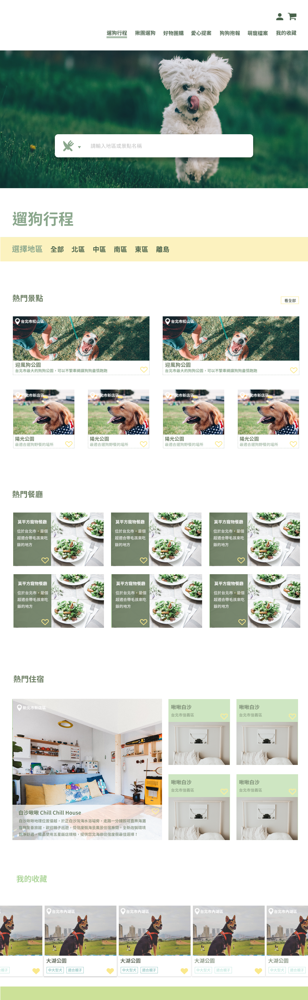 遛狗行程 揪團遛狗 好物團購 愛心提案 狗狗抱報 萌寵檔案 我的收藏
請輸入地區或景點名稱
遛狗行程
選擇地區 全部 北區 中區 南區 東區 離島
熱門景點
看全部
台北市松山區
迎風狗公園
台北市最大的狗狗公園，可以不繫牽繩讓狗狗盡情跑跑
台北市松山區
迎風狗公園
台北市最大的狗狗公園，可以不繫牽繩讓狗狗盡情跑跑
新北市新店區
陽光公園
最適合遛狗野餐的場所
新北市新店區
陽光公園
最適合遛狗野餐的場所
新北市新店區
陽光公園
最適合遛狗野餐的場所
新北市新店區
陽光公園
最適合遛狗野餐的場所
熱門餐廳
莫平方寵物餐廳
位於台北市，是個
超適合帶毛孩來吃
飯的地方
莫平方寵物餐廳
位於台北市，是個
超適合帶毛孩來吃
飯的地方
莫平方寵物餐廳
位於台北市，是個
超適合帶毛孩來吃
飯的地方
莫平方寵物餐廳
位於台北市，是個
超適合帶毛孩來吃
飯的地方
莫平方寵物餐廳
位於台北市，是個
超適合帶毛孩來吃
飯的地方
莫平方寵物餐廳
位於台北市，是個
超適合帶毛孩來吃
飯的地方
熱門住宿
新北市新店區
白沙啾啾 Chill Chill House
白沙啾啾地理位置優越，於正白沙灣海水浴場旁，走路一分鐘即可直奔海灘
寵物友善旅館，歡迎親子出遊，情侶度假海景風景住宿房間，全新改裝環境
乾淨舒適，備品使用五星飯店規格，提供您北海岸住宿度假最佳選擇！
啾啾白沙
台北市信義區
啾啾白沙
台北市信義區
啾啾白沙
台北市信義區
啾啾白沙
台北市信義區
我的收藏
區
合親子
台北市內湖區
大湖公園
中大型犬 適合親子
台北市內湖區
大湖公園
中大型犬 適合親子
台北市內湖區
大湖公園
中大型犬 適合親子
台北市內湖區
大湖公園
中大型犬 適合親子